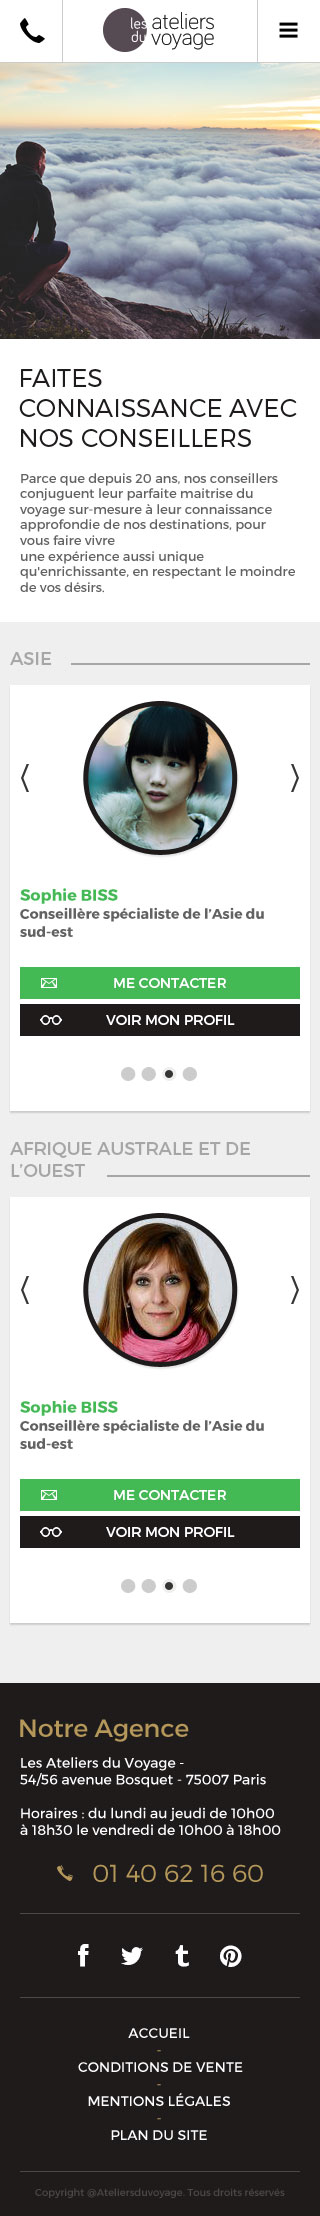 les ateliers
du voyage
FAITES
CONNAISSANCE AVEC
NOS CONSEILLERS
Parce que depuis 20 ans, nos conseillers
conjuguent leur parfaite maitrise du
voyage sur-mesure à leur connaissance
approfondie de nos destinations, pour
vous faire vivre
une expérience aussi unique
qu'enrichissante, en respectant le moindre
de vos désirs.
ASIE
Sophie BISS
Conseillère spécialiste de l'Asie du
sud-est
ME CONTACTER
VOIR MON PROFIL
AFRIQUE AUSTRALE ET DE
L'OUEST
Sophie BISS
Conseillère spécialiste de l'Asie du
sud-est
ME CONTACTER
VOIR MON PROFIL
Notre Agence
Les Ateliers du Voyage -
54/56 avenue Bosquet - 75007 Paris
Horaires : du lundi au jeudi de 10h00
à 18h30 le vendredi de 10h00 à 18h00
01 40 62 16 60
ACCUEIL
-
CONDITIONS DE VENTE
-
MENTIONS LÉGALES
-
PLAN DU SITE
Copyright @Ateliersduvoyage. Tous droits réservés